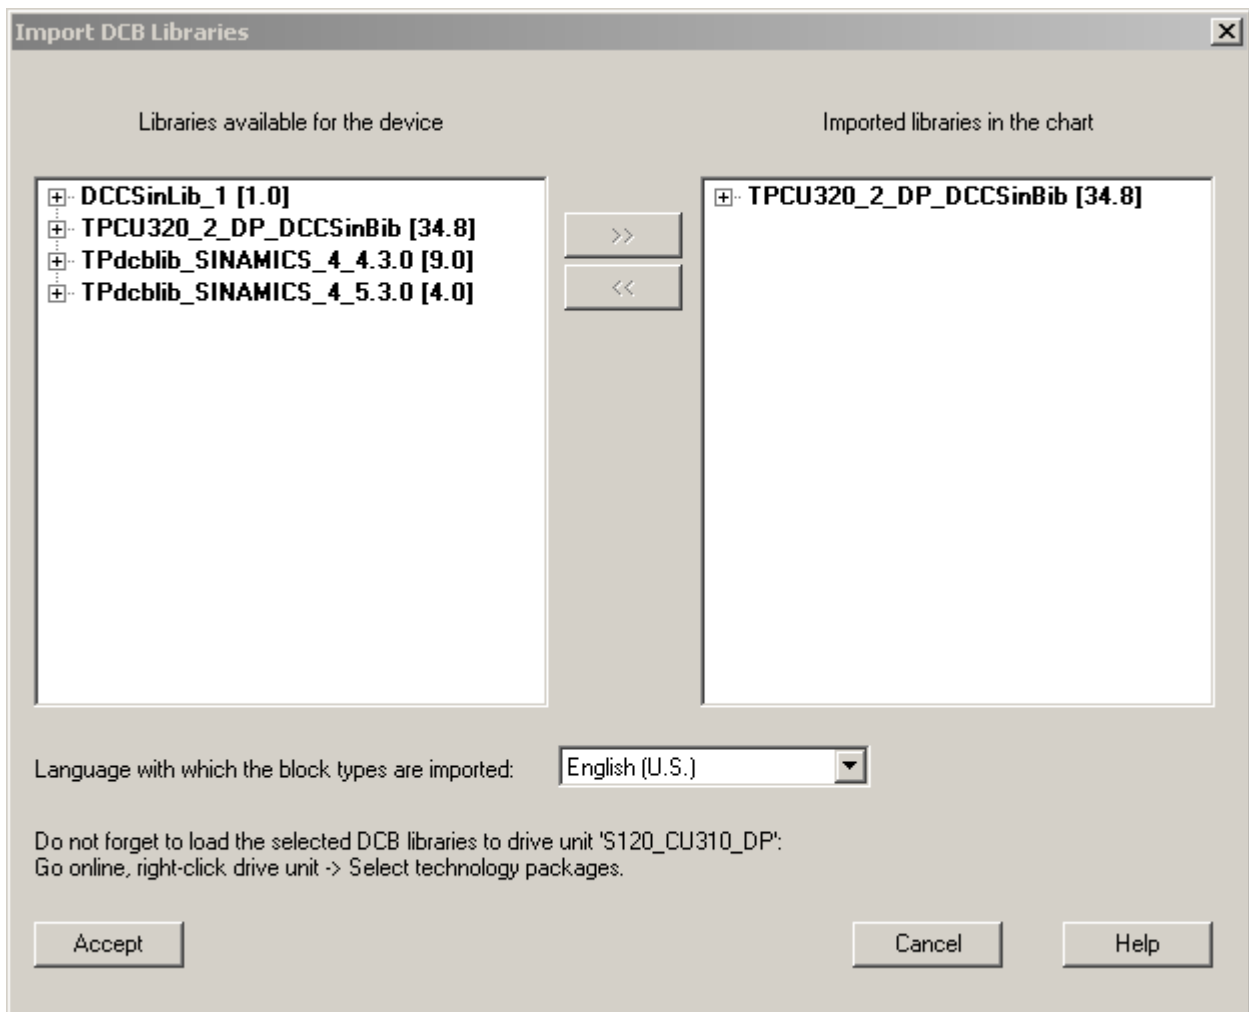 Import DCB Libraries
Libraries available for the device
Imported libraries in the chart
DCCSinLib_1 [1.0]
TPCU320_2_DP_DCCSinBib [34.8]
TPdcblib_SINAMICS_4_4.3.0 [9.0]
TPdcblib_SINAMICS_4_5.3.0 [4.0]
>>
<<
TPCU320_2_DP_DCCSinBib [34.8]
Language with which the block types are imported:
English (U.S.)
Do not forget to load the selected DCB libraries to drive unit 'S120_CU310_DP':
Go online, right-click drive unit -> Select technology packages.
Accept
Cancel
Help